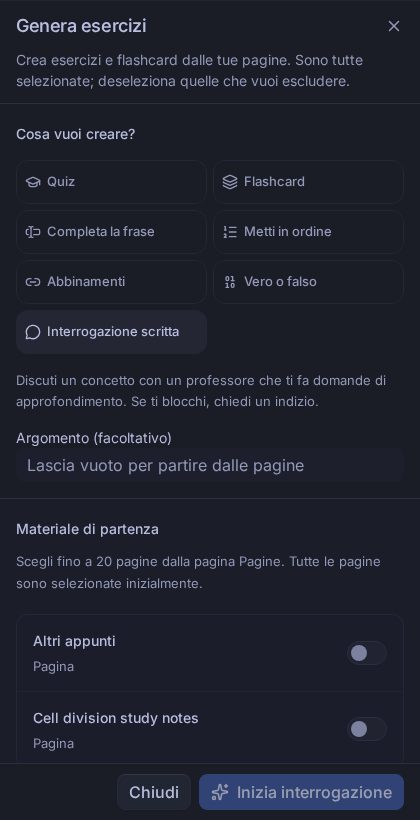 Genera esercizi
Crea esercizi e flashcard dalle tue pagine. Sono tutte
selezionate; deseleziona quelle che vuoi escludere.
Cosa vuoi creare?
Quiz
Flashcard
Completa la frase
Metti in ordine
Abbinamenti
Vero o falso
Interrogazione scritta
Discuti un concetto con un professore che ti fa domande di
approfondimento. Se ti blocchi, chiedi un indizio.
Argomento (facoltativo)
Lascia vuoto per partire dalle pagine
Materiale di partenza
Scegli fino a 20 pagine dalla pagina Pagine. Tutte le pagine
sono selezionate inizialmente.
Altri appunti
Pagina
Cell division study notes
Pagina
Chiudi
Inizia interrogazione